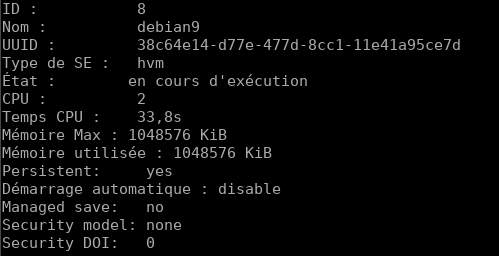 ID :           8
Nom :          debian9
UUID :         38c64e14-d77e-477d-8cc1-11e41a95ce7d
Type de SE :   hvm
État :        en cours d'exécution
CPU :          2
Temps CPU :    33,8s
Mémoire Max : 1048576 KiB
Mémoire utilisée : 1048576 KiB
Persistent:     yes
Démarrage automatique : disable
Managed save:   no
Security model: none
Security DOI:   0